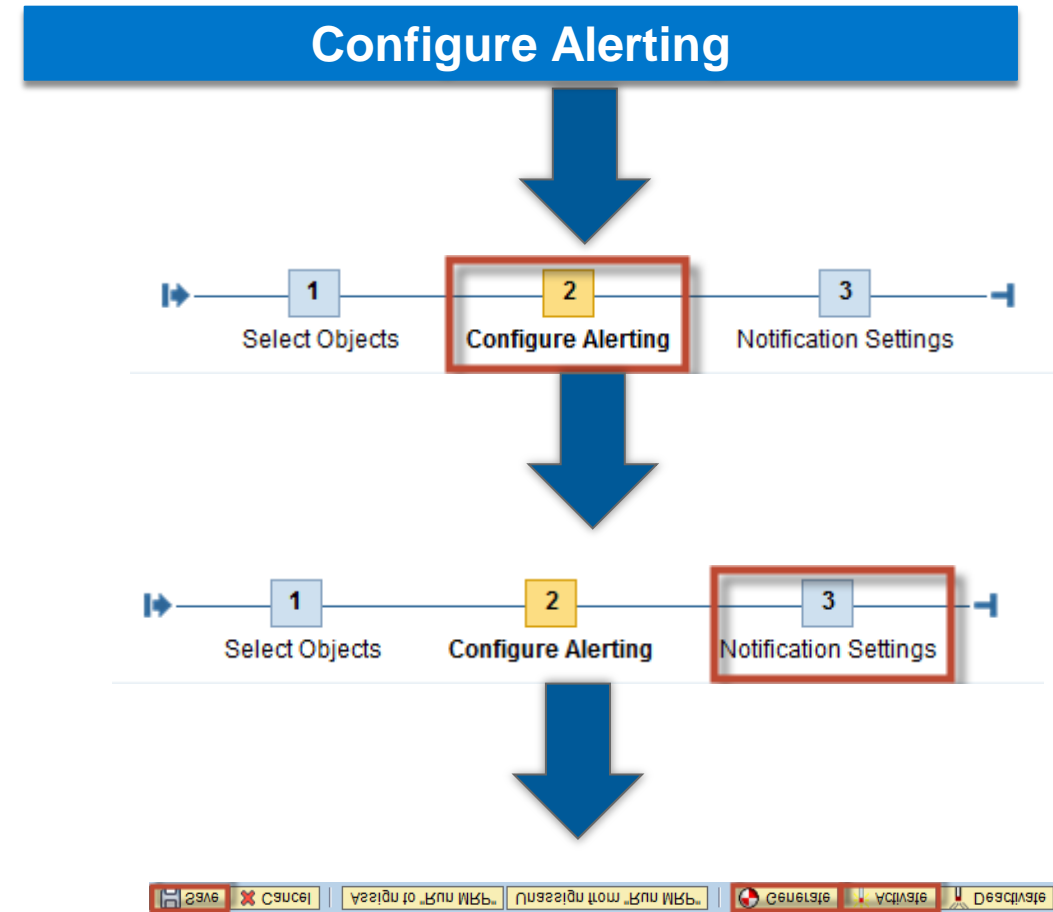 Configure Alerting
1 2 3
Select Objects Configure Alerting Notification Settings
1 2 3
Select Objects Configure Alerting Notification Settings
Save Cancel Assign to "Run MRP" Unassign from "Run MRP" Generate Activate Deactivate